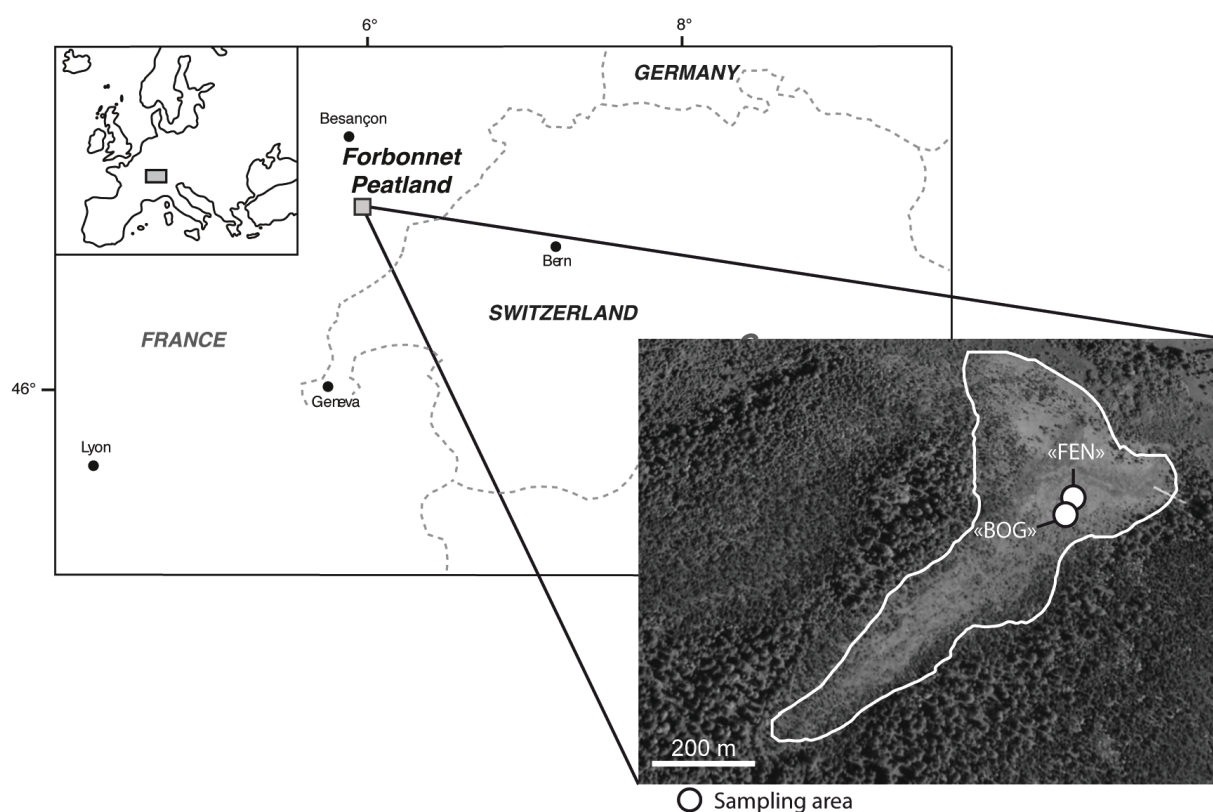 6°
8°
GERMANY
Besançon
Forbonnet
Peatland
Bern
SWITZERLAND
FRANCE
46°
Geneva
Lyon
«FEN»
«BOG»
200 m
Sampling area